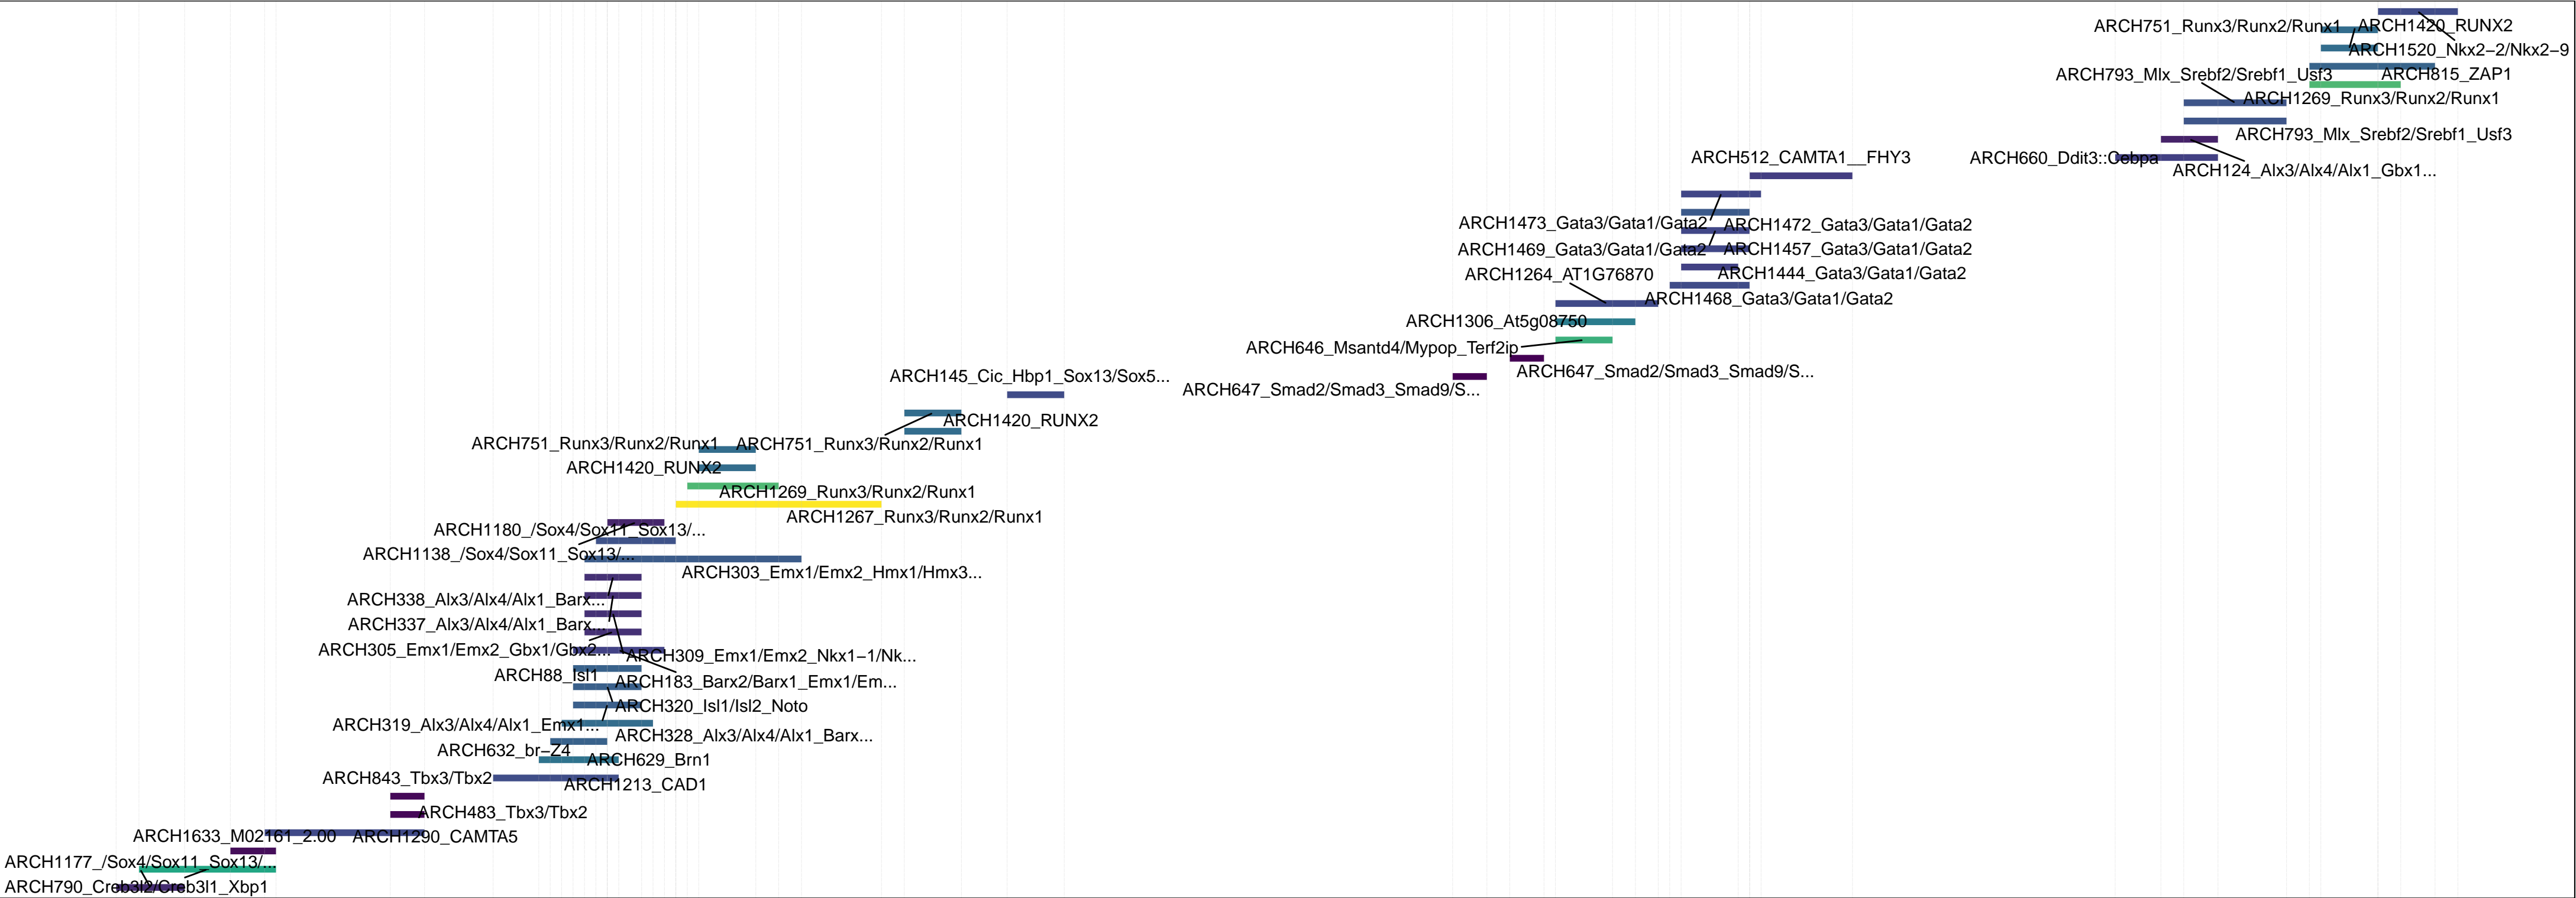 ARCH751_Runx3/Runx2/Runx1
ARCH1420_RUNX2
ARCH1520_Nkx2−2/Nkx2−9
ARCH793_Mlx_Srebf2/Srebf1_Usf3
ARCH815_ZAP1
ARCH1269_Runx3/Runx2/Runx1
ARCH793_Mlx_Srebf2/Srebf1_Usf3
ARCH512_CAMTA1__FHY3
ARCH660_Ddit3::Cebpa
ARCH124_Alx3/Alx4/Alx1_Gbx1...
ARCH1473_Gata3/Gata1/Gata2
ARCH1472_Gata3/Gata1/Gata2
ARCH1469_Gata3/Gata1/Gata2
ARCH1457_Gata3/Gata1/Gata2
ARCH1264_AT1G76870
ARCH1444_Gata3/Gata1/Gata2
ARCH1468_Gata3/Gata1/Gata2
ARCH1306_At5g08750
ARCH646_Msantd4/Mypop_Terf2ip
ARCH647_Smad2/Smad3_Smad9/S...
ARCH145_Cic_Hbp1_Sox13/Sox5...
ARCH647_Smad2/Smad3_Smad9/S...
ARCH1420_RUNX2
ARCH751_Runx3/Runx2/Runx1
ARCH751_Runx3/Runx2/Runx1
ARCH1420_RUNX2
ARCH1269_Runx3/Runx2/Runx1
ARCH1267_Runx3/Runx2/Runx1
ARCH1180_/Sox4/Sox11_Sox13/...
ARCH1138_/Sox4/Sox11_Sox13/...
ARCH303_Emx1/Emx2_Hmx1/Hmx3...
ARCH338_Alx3/Alx4/Alx1_Barx...
ARCH337_Alx3/Alx4/Alx1_Barx...
ARCH305_Emx1/Emx2_Gbx1/Gbx2...
ARCH309_Emx1/Emx2_Nkx1−1/Nk...
ARCH88_Isl1
ARCH183_Barx2/Barx1_Emx1/Em...
ARCH320_Isl1/Isl2_Noto
ARCH319_Alx3/Alx4/Alx1_Emx1...
ARCH328_Alx3/Alx4/Alx1_Barx...
ARCH632_br−Z4
ARCH629_Brn1
ARCH843_Tbx3/Tbx2
ARCH1213_CAD1
ARCH483_Tbx3/Tbx2
ARCH1633_M02161_2.00
ARCH1290_CAMTA5
ARCH1177_/Sox4/Sox11_Sox13/...
ARCH790_Creb3l2/Creb3l1_Xbp1